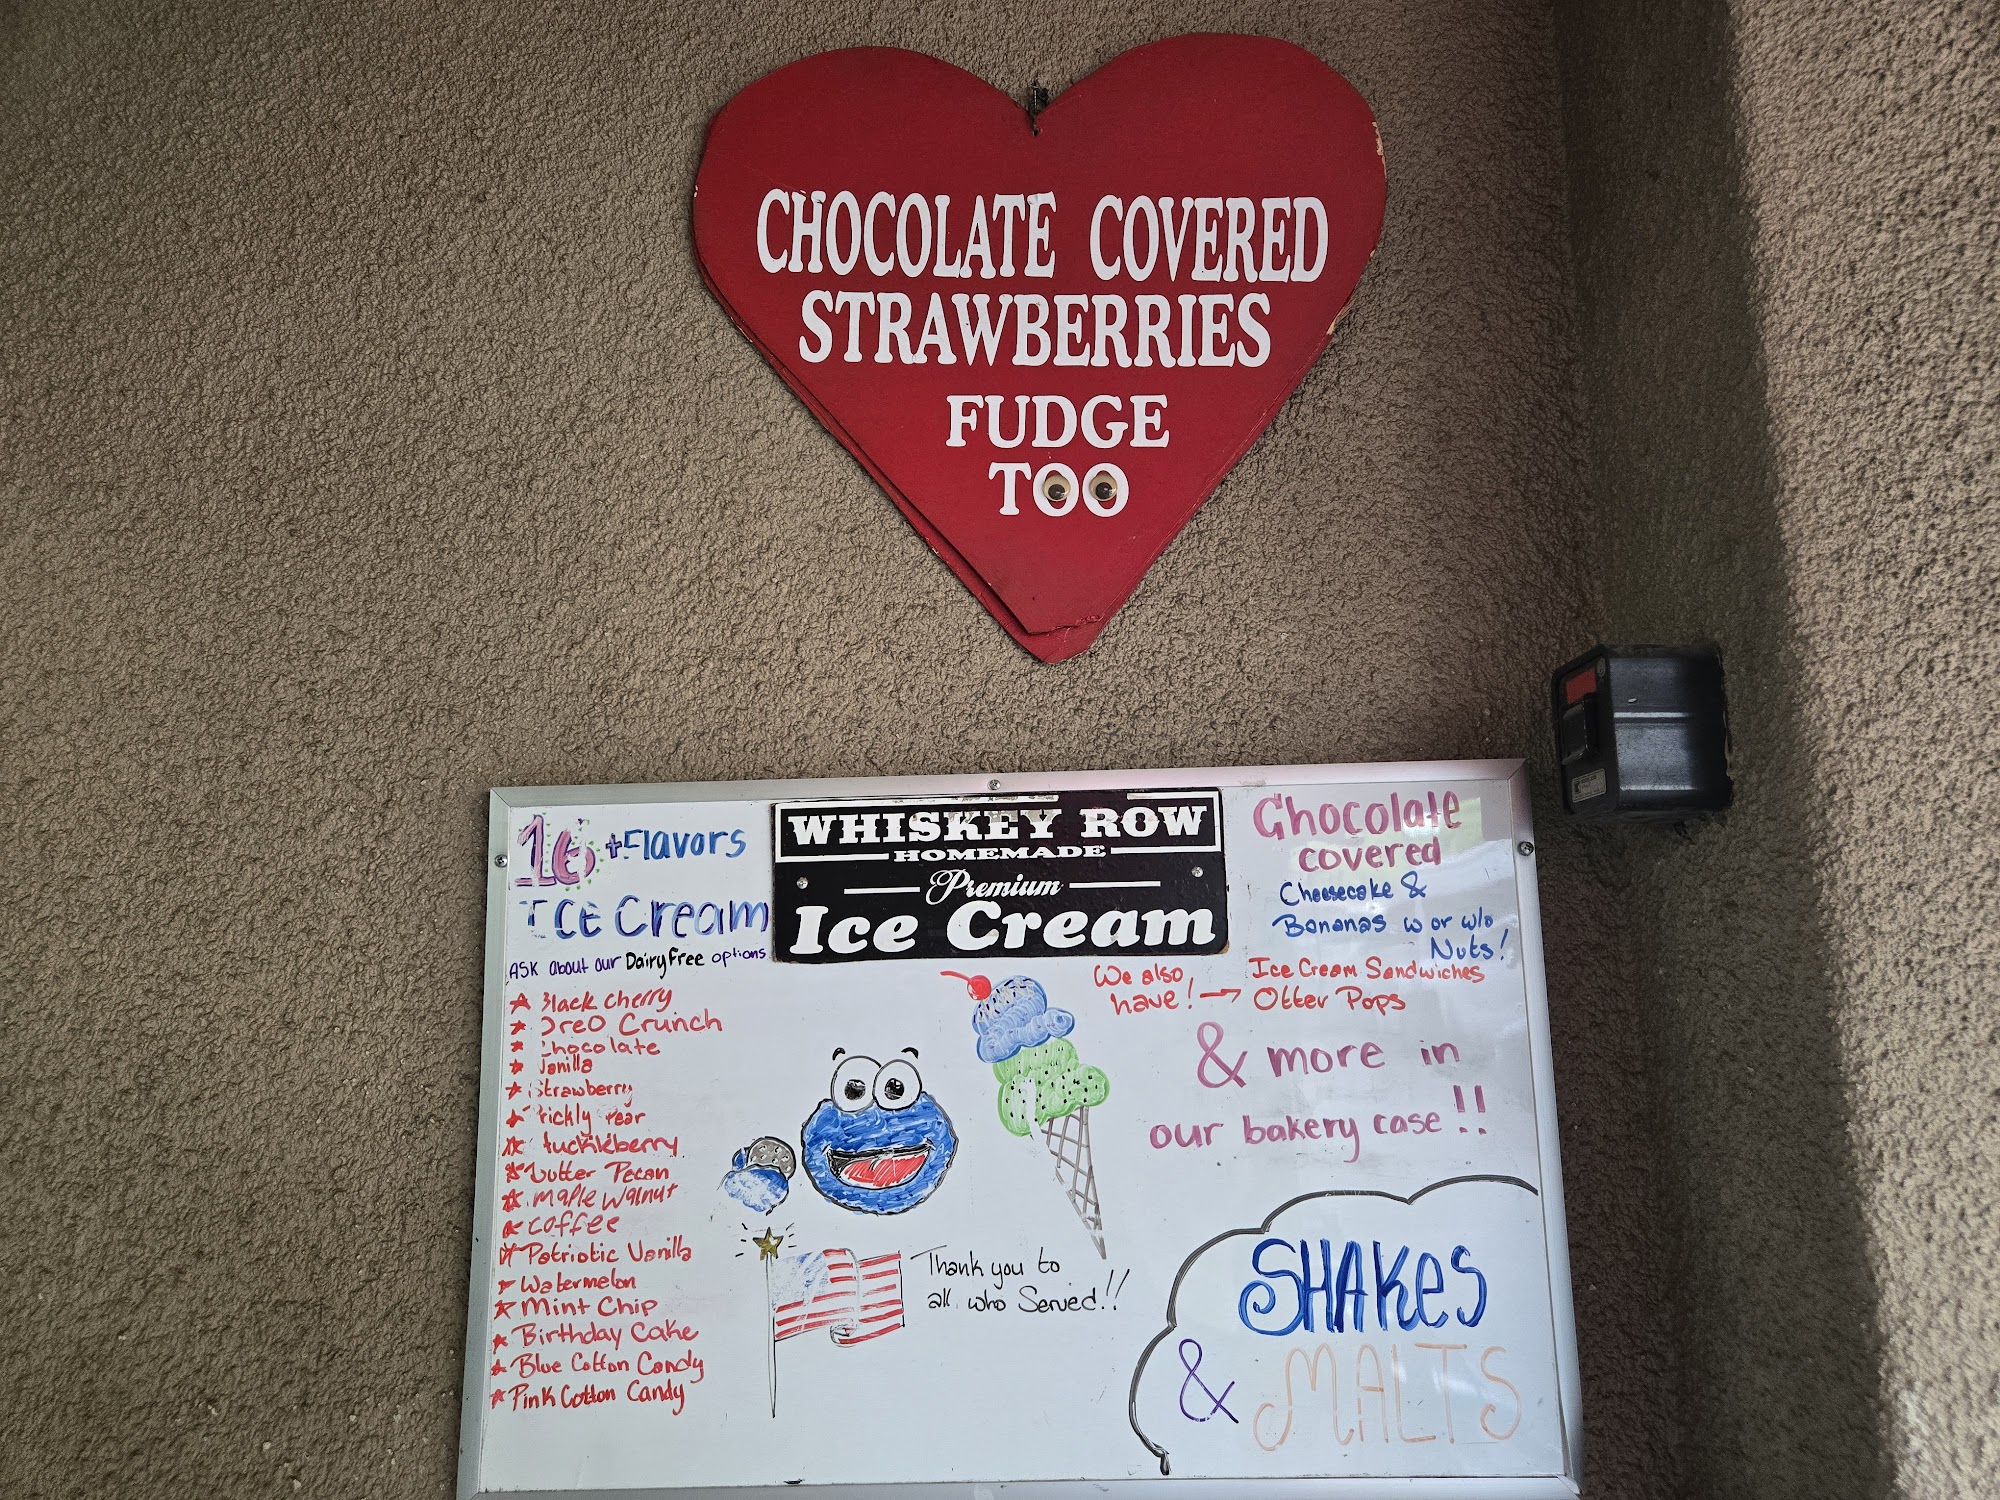 CHOCOLATE COVERED
STRAWBERRIES
FUDGE
TOO
16 + Flavors
ICE Cream
ASK about our Dairy Free options
WHISKEY ROW
HOMEMADE
Premium
Ice Cream
Black cherry
OreO Crunch
Chocolate
Vanilla
Strawberry
Prickly Pear
Huckleberry
Butter Pecan
Maple Walnut
Coffee
Patriotic Vanilla
Watermelon
Mint Chip
Birthday Cake
Blue Cotton Candy
Pink Cotton Candy
Thank you to
all who Served!!
Chocolate
covered
Cheesecake &
Bananas w or w/o
Nuts!
We also
have! → Ice Cream Sandwiches
Otter Pops
& more in
our bakery case!!
SHAKes
& MALTS